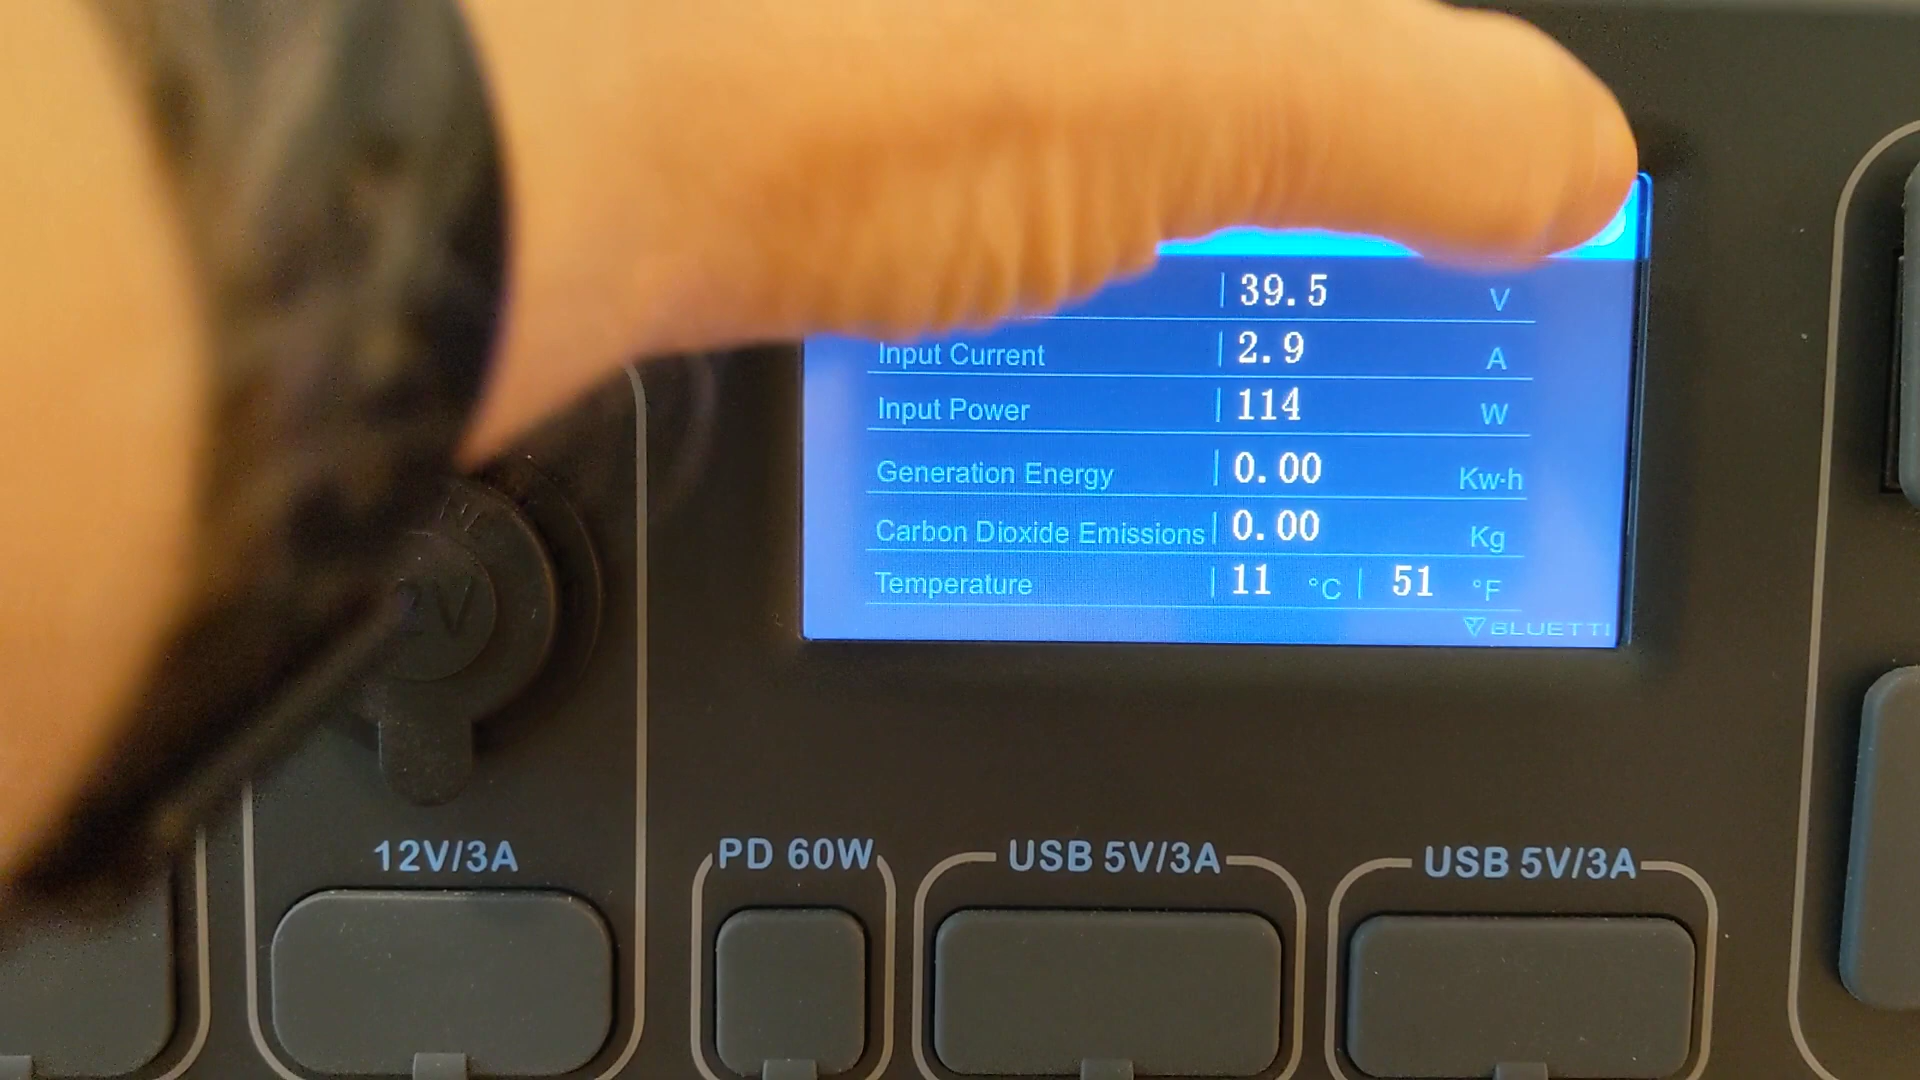 | 39.5 V
Input Current | 2.9 A
Input Power | 114 W
Generation Energy | 0.00 Kw·h
Carbon Dioxide Emissions | 0.00 Kg
Temperature | 11 °C | 51 °F
BLUETTI
12V/3A
PD 60W
USB 5V/3A
USB 5V/3A